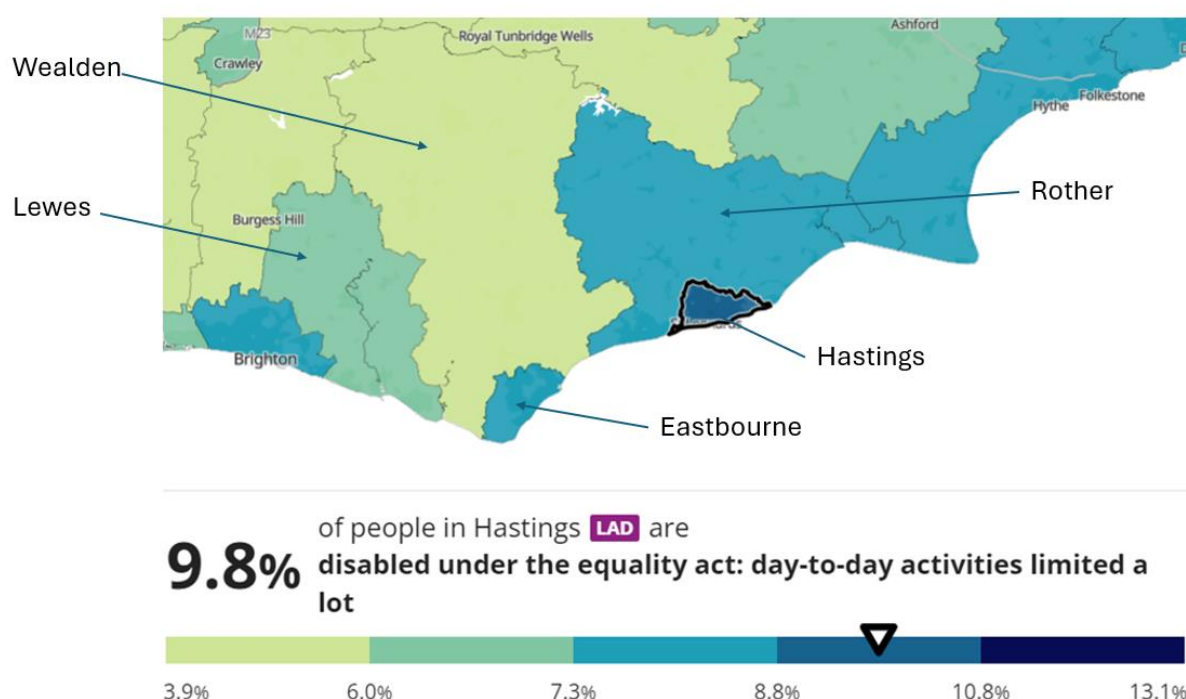 M23
Royal Tunbridge Wells
Ashford
Crawley
Wealden
Hythe
Folkestone
Rother
Lewes
Burgess Hill
Brighton
Hastings
Eastbourne
of people in Hastings LAD are
9.8%
disabled under the equality act: day-to-day activities limited a
lot
3.9% 6.0% 7.3% 8.8% 10.8% 13.1%